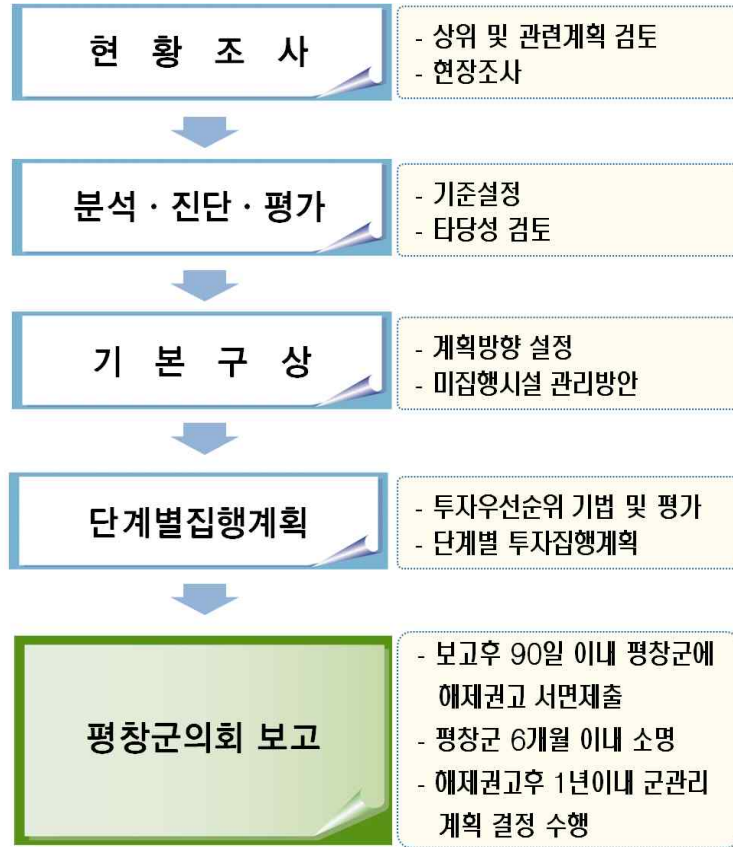 현 황 조 사
- 상위 및 관련계획 검토
- 현장조사
분석 · 진단 · 평가
- 기준설정
- 타당성 검토
기 본 구 상
- 계획방향 설정
- 미집행시설 관리방안
단계별집행계획
- 투자우선순위 기법 및 평가
- 단계별 투자집행계획
평창군의회 보고
- 보고후 90일 이내 평창군에
해제권고 서면제출
- 평창군 6개월 이내 소명
- 해제권고후 1년이내 군관리
계획 결정 수행